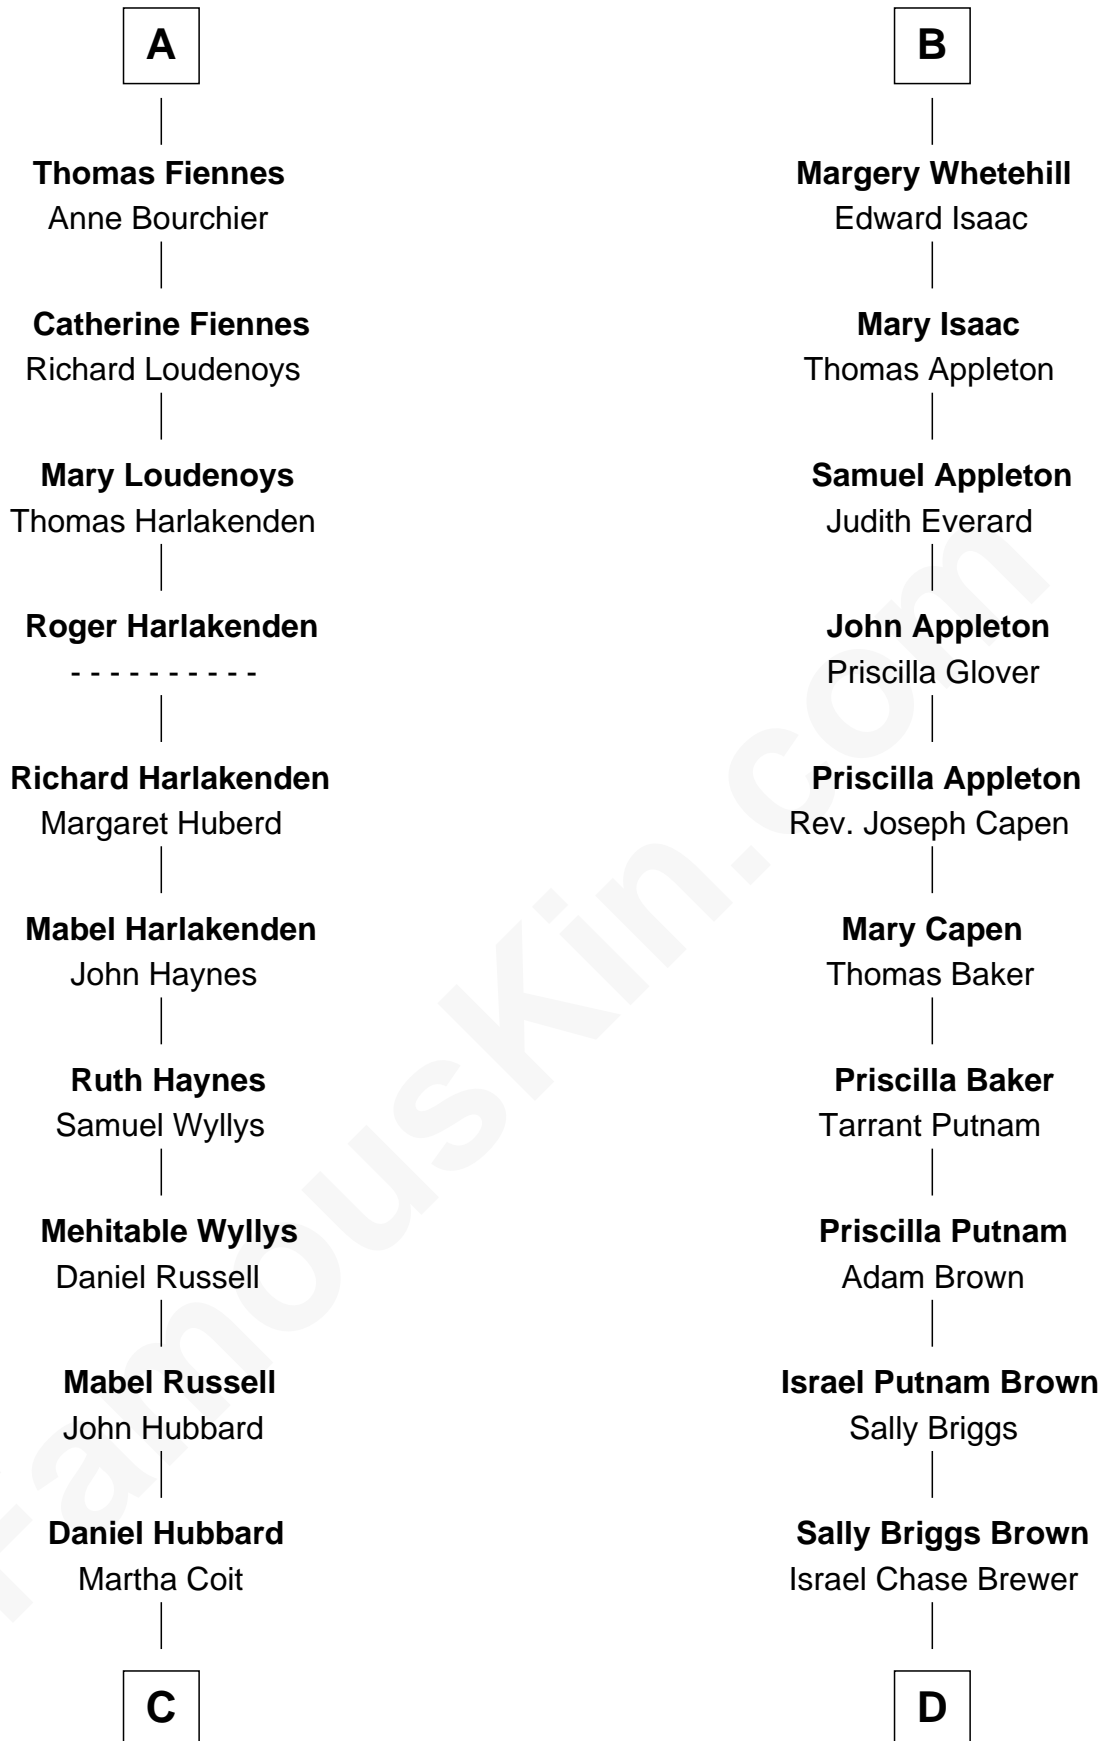 A
Thomas Fiennes
Anne Bourchier
Catherine Fiennes
Richard Loudenoys
Mary Loudenoys
Thomas Harlakenden
Roger Harlakenden
- - - - - - - - - -
Richard Harlakenden
Margaret Huberd
Mabel Harlakenden
John Haynes
Ruth Haynes
Samuel Wyllys
Mehitable Wyllys
Daniel Russell
Mabel Russell
John Hubbard
Daniel Hubbard
Martha Coit
C
B
Margery Whetehill
Edward Isaac
Mary Isaac
Thomas Appleton
Samuel Appleton
Judith Everard
John Appleton
Priscilla Glover
Priscilla Appleton
Rev. Joseph Capen
Mary Capen
Thomas Baker
Priscilla Baker
Tarrant Putnam
Priscilla Putnam
Adam Brown
Israel Putnam Brown
Sally Briggs
Sally Briggs Brown
Israel Chase Brewer
D
FamousKin.com